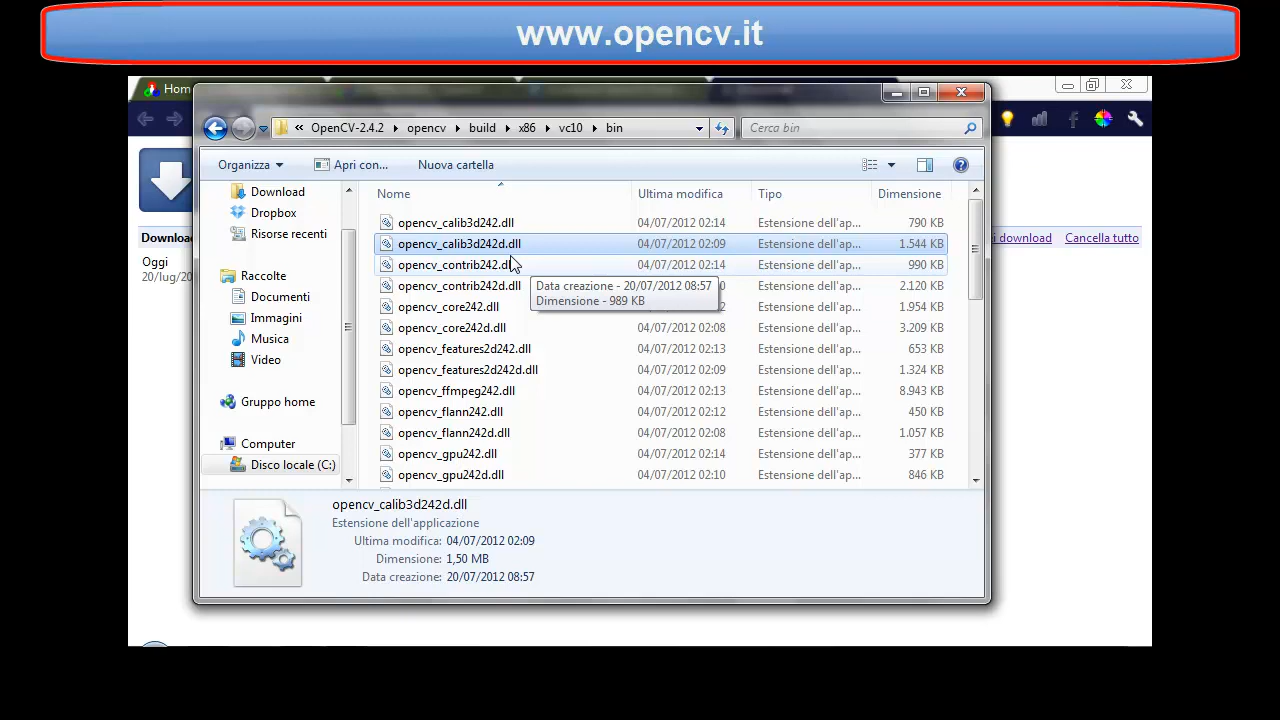 www.opencv.it
Hom
« OpenCV-2.4.2 opencv build x86 vc10 bin
Cerca bin
Organizza Apri con... Nuova cartella
Download
Dropbox
Risorse recenti
Raccolte
Documenti
Immagini
Musica
Video
Gruppo home
Computer
Disco locale (C:)
Nome Ultima modifica Tipo Dimensione
opencv_calib3d242.dll 04/07/2012 02:14 Estensione dell'ap... 790 KB
opencv_calib3d242d.dll 04/07/2012 02:09 Estensione dell'ap... 1.544 KB
opencv_contrib242.dll 04/07/2012 02:14 Estensione dell'ap... 990 KB
opencv_contrib242d.dll 0 Estensione dell'ap... 2.120 KB
opencv_core242.dll 2 Estensione dell'ap... 1.954 KB
opencv_core242d.dll 04/07/2012 02:08 Estensione dell'ap... 3.209 KB
opencv_features2d242.dll 04/07/2012 02:13 Estensione dell'ap... 653 KB
opencv_features2d242d.dll 04/07/2012 02:09 Estensione dell'ap... 1.324 KB
opencv_ffmpeg242.dll 04/07/2012 02:13 Estensione dell'ap... 8.943 KB
opencv_flann242.dll 04/07/2012 02:12 Estensione dell'ap... 450 KB
opencv_flann242d.dll 04/07/2012 02:08 Estensione dell'ap... 1.057 KB
opencv_gpu242.dll 04/07/2012 02:14 Estensione dell'ap... 377 KB
opencv_gpu242d.dll 04/07/2012 02:10 Estensione dell'ap... 846 KB
Data creazione - 20/07/2012 08:57
Dimensione - 989 KB
opencv_calib3d242d.dll
Estensione dell'applicazione
Ultima modifica: 04/07/2012 02:09
Dimensione: 1,50 MB
Data creazione: 20/07/2012 08:57
Downloa
Oggi
20/lug/20
i download Cancella tutto